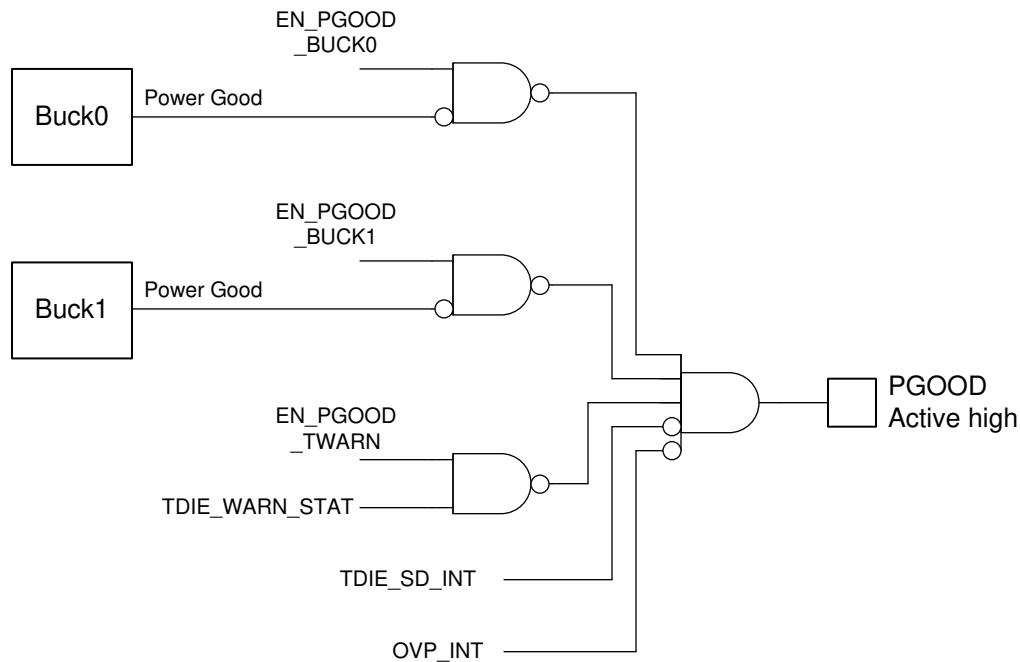 EN_PGOOD
_BUCK0
Buck0
Power Good
EN_PGOOD
_BUCK1
Buck1
Power Good
PGOOD
Active high
EN_PGOOD
_TWARN
TDIE_WARN_STAT
TDIE_SD_INT
OVP_INT